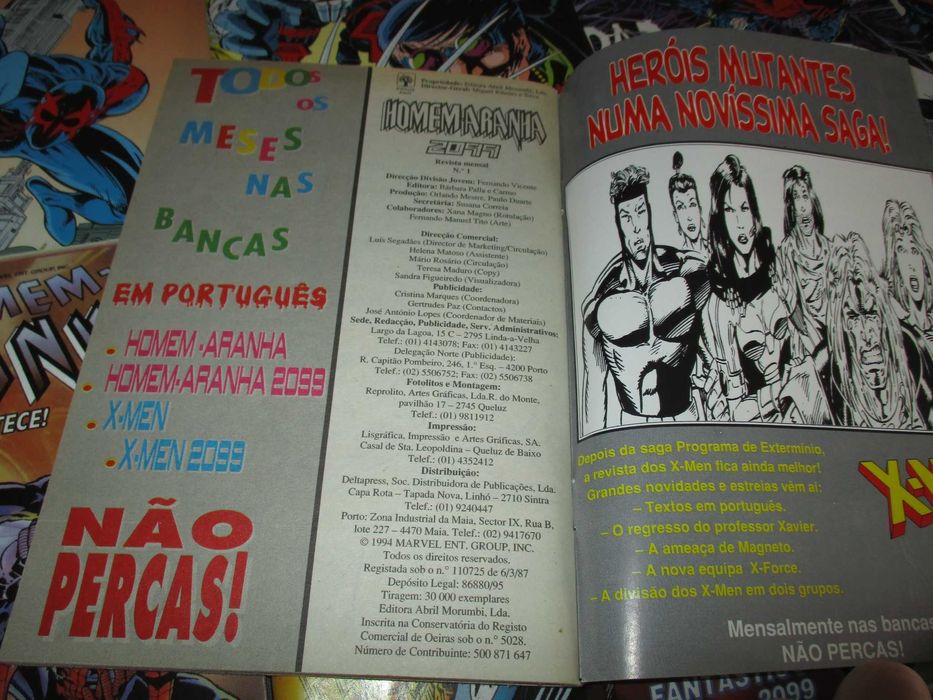 TODOS
OS
MESES
NAS
BANCAS
EM PORTUGUÊS
• HOMEM-ARANHA
• HOMEM-ARANHA 2099
• X-MEN
• X-MEN 2099
NÃO
PERCAS!
Propriedade: Editora Abril Morumbi, Lda.
Director-Geral: Miguel Ribeiro e Silva
HOMEM ARANHA
2099
Revista mensal
N.º 1
Direcção Divisão Jovem: Fernando Vicente
Editora: Bárbara Palla e Carmo
Produção: Orlando Mestre, Paulo Duarte
Secretária: Susana Correia
Colaboradores: Xana Magno (Rotulação)
Fernando Manuel Tito (Arte)
Direcção Comercial:
Luís Segadães (Director de Marketing/Circulação)
Helena Matoso (Assistente)
Mário Rosário (Circulação)
Teresa Maduro (Copy)
Sandra Figueiredo (Visualizadora)
Publicidade:
Cristina Marques (Coordenadora)
Gertrudes Paz (Contactos)
José António Lopes (Coordenador de Materiais)
Sede, Redacção, Publicidade, Serv. Administrativos:
Largo da Lagoa, 15 C – 2795 Linda-a-Velha
Telef.: (01) 4143078; Fax: (01) 4143227
Delegação Norte (Publicidade):
R. Capitão Pombeiro, 246, 1.º Esq. – 4200 Porto
Telef.: (02) 5506752; Fax: (02) 5506738
Fotolitos e Montagem:
Reprolito, Artes Gráficas, Lda.R. do Monte,
pavilhão 17 – 2745 Queluz
Telef.: (01) 9811912
Impressão:
Lisgráfica, Impressão e Artes Gráficas, SA.
Casal de Sta. Leopoldina – Queluz de Baixo
Telef.: (01) 4352412
Distribuição:
Deltapress, Soc. Distribuidora de Publicações, Lda.
Capa Rota – Tapada Nova, Linhó – 2710 Sintra
Telef.: (01) 9240447
Porto: Zona Industrial da Maia, Sector IX, Rua B,
lote 227 – 4470 Maia. Telef.: (02) 9417670
© 1994 MARVEL ENT. GROUP, INC.
Todos os direitos reservados.
Registada sob o n.º 110725 de 6/3/87
Depósito Legal: 86880/95
Tiragem: 30 000 exemplares
Editora Abril Morumbi, Lda.
Inscrita na Conservatória do Registo
Comercial de Oeiras sob o n.º 5028.
Número de Contribuinte: 500 871 647
HERÓIS MUTANTES
NUMA NOVÍSSIMA SAGA!
Depois da saga Programa de Extermínio,
a revista dos X-Men fica ainda melhor!
Grandes novidades e estreias vêm aí:
– Textos em português.
– O regresso do professor Xavier.
– A ameaça de Magneto.
– A nova equipa X-Force.
– A divisão dos X-Men em dois grupos.
Mensalmente nas bancas
NÃO PERCAS!
TECE!
2099